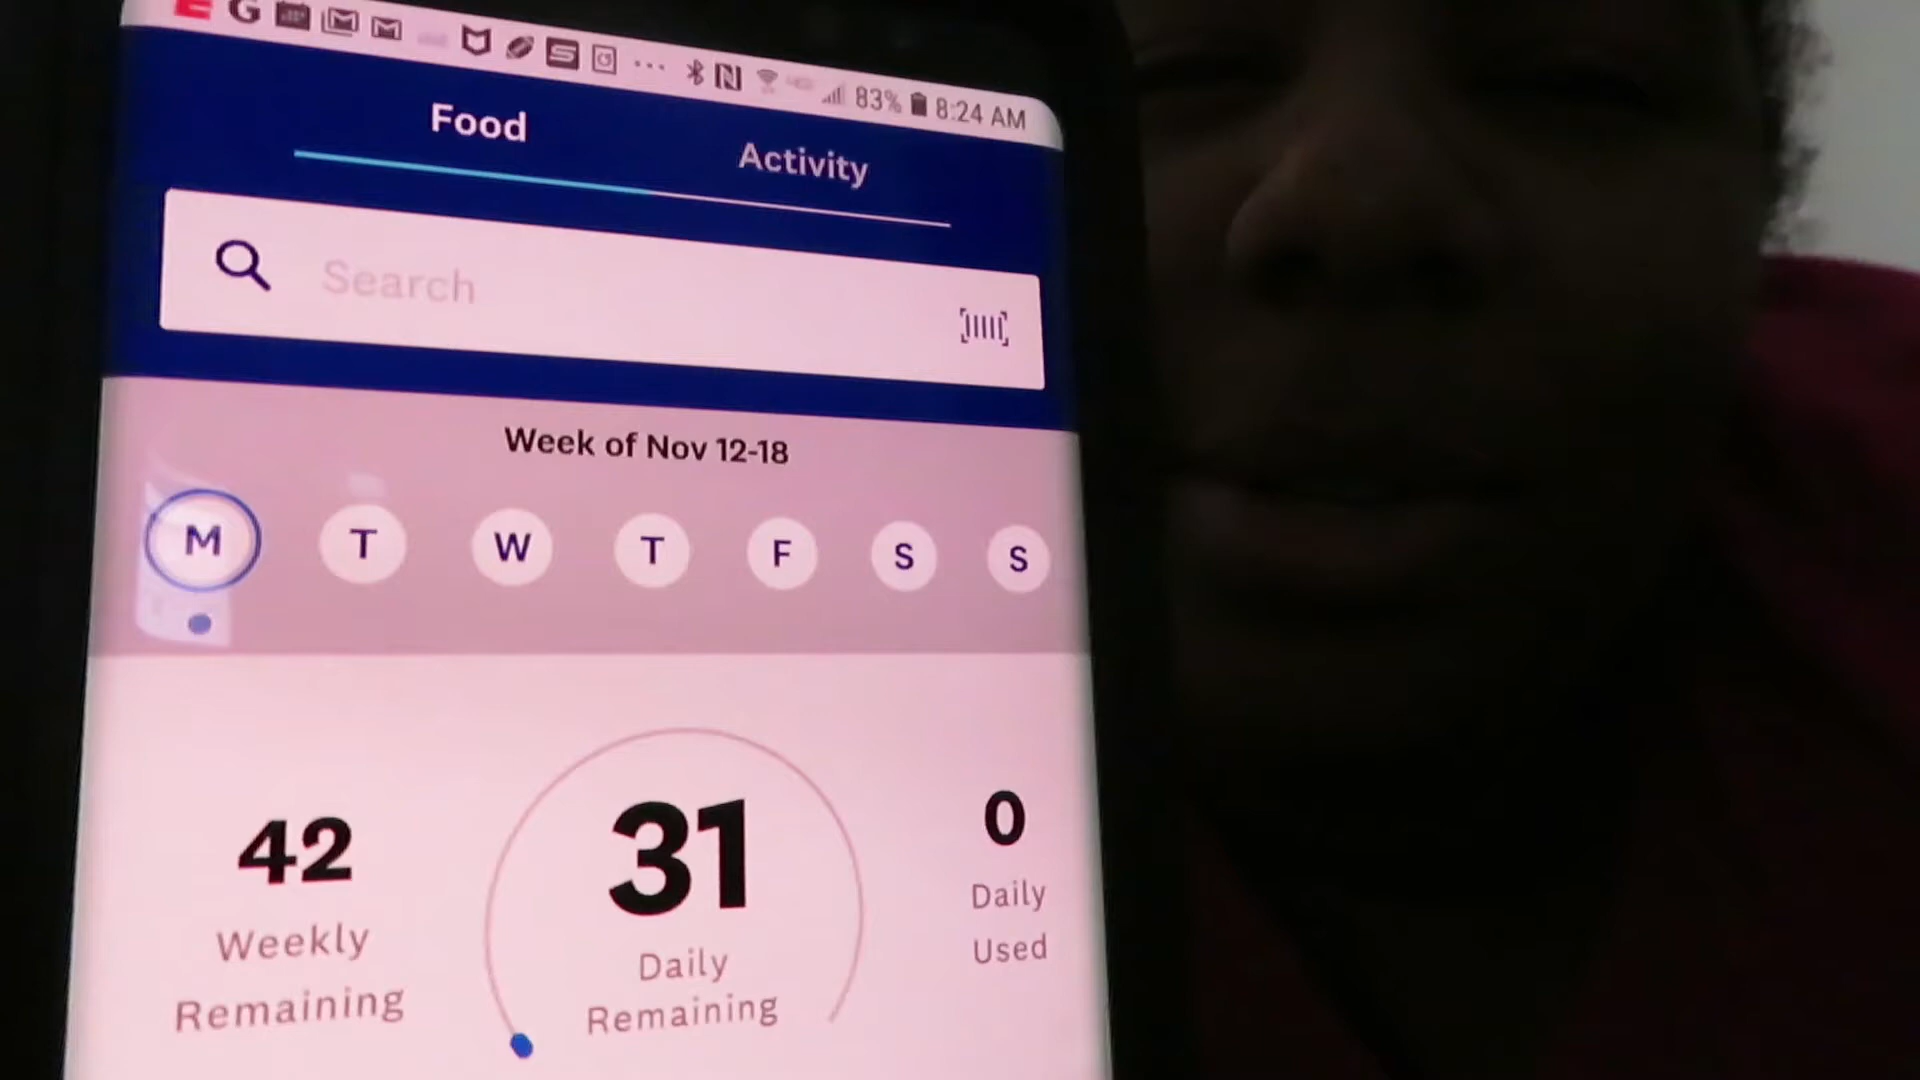 83% 8:24 AM
Food
Activity
Search
Week of Nov 12-18
M T W T F S S
42
Weekly
Remaining
31
Daily
Remaining
0
Daily
Used